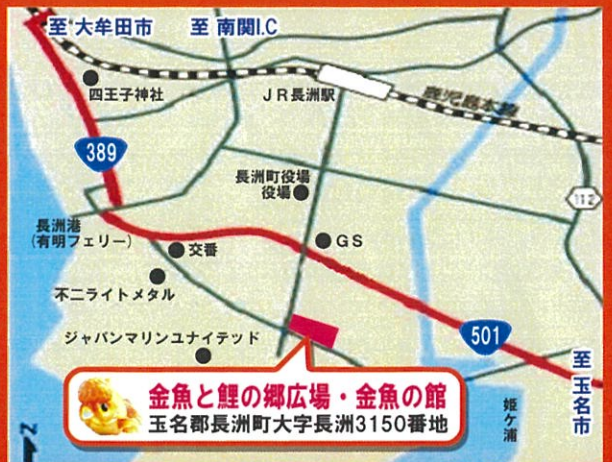 至 大牟田市
至 南関I.C
四王子神社
JR長洲駅
鹿児島本線
389
長洲町役場
役場
112
長洲港
(有明フェリー)
交番
GS
不二ライトメタル
ジャパンマリンユナイテッド
501
至 玉名市
姫ケ浦
金魚と鯉の郷広場・金魚の館
玉名郡長洲町大字長洲3150番地
N